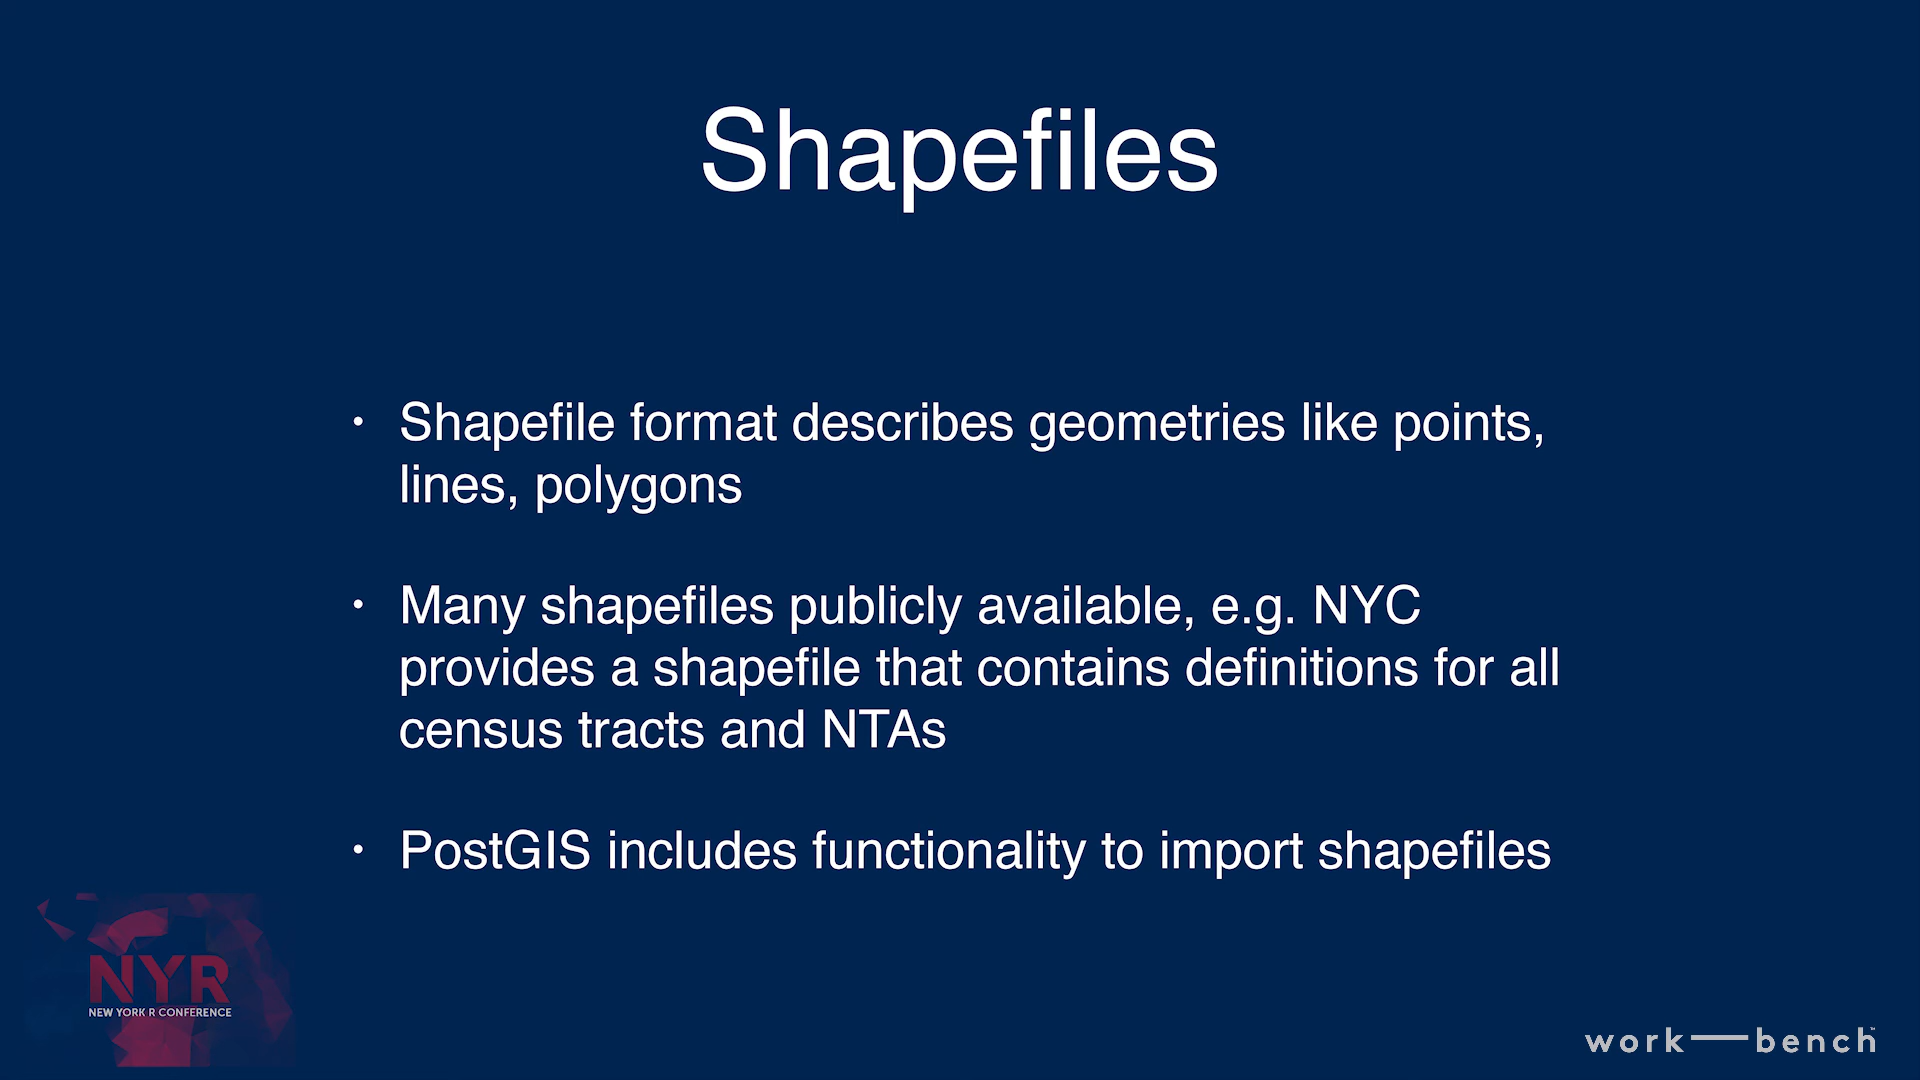 Shapefiles
• Shapefile format describes geometries like points,
lines, polygons
• Many shapefiles publicly available, e.g. NYC
provides a shapefile that contains definitions for all
census tracts and NTAs
• PostGIS includes functionality to import shapefiles
NYR
NEW YORK R CONFERENCE
work—bench™